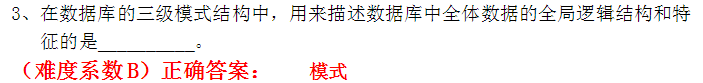 3、在数据库的三级模式结构中，用来描述数据库中全体数据的全局逻辑结构和特
征的是__________。
（难度系数B）正确答案：  模式